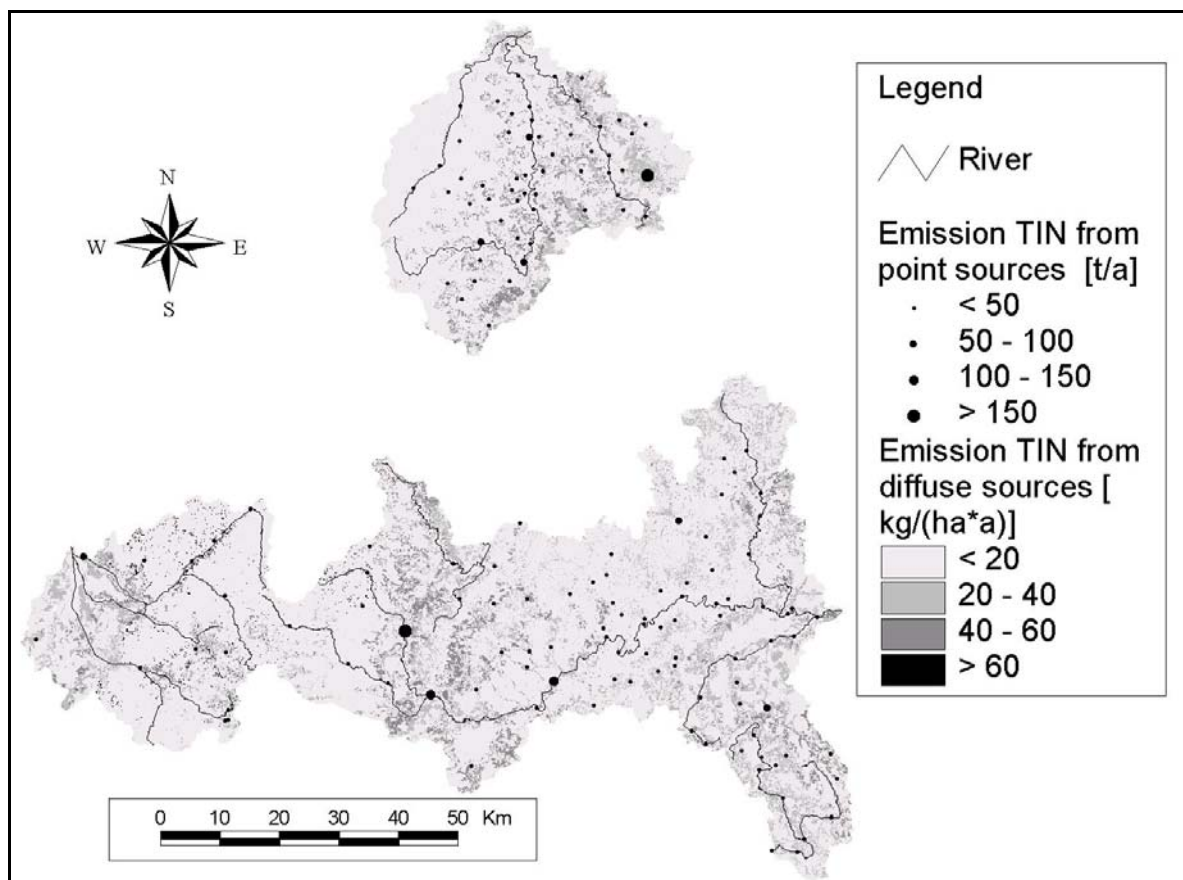 N
W E
S
Legend
River
Emission TIN from
point sources [t/a]
< 50
50 - 100
100 - 150
> 150
Emission TIN from
diffuse sources [
kg/(ha*a)]
< 20
20 - 40
40 - 60
> 60
0 10 20 30 40 50 Km